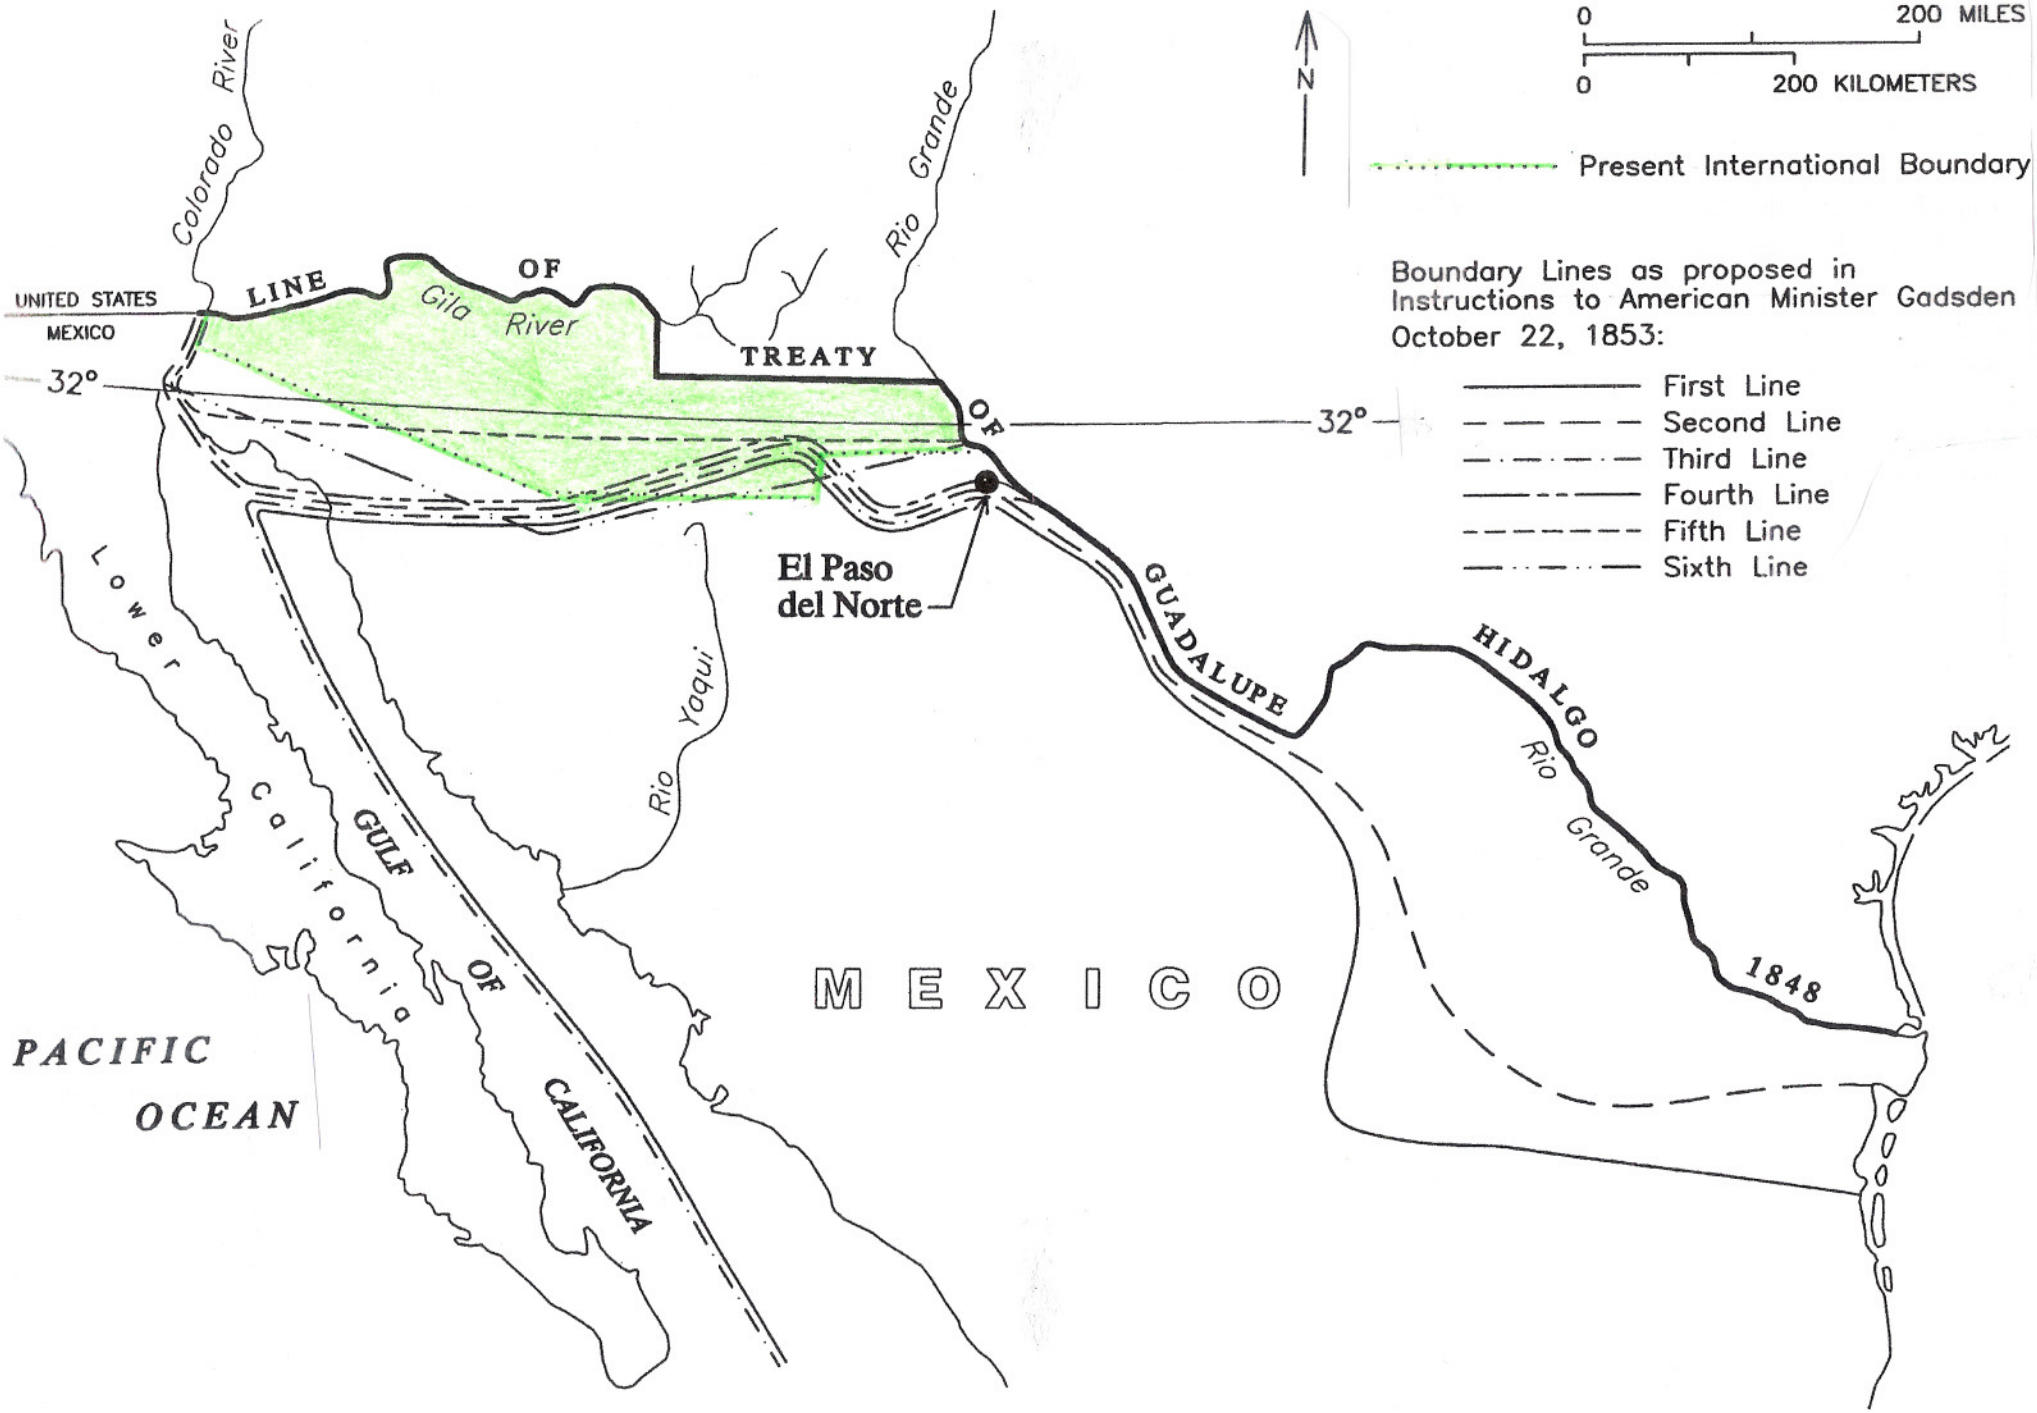 0 200 MILES
0 200 KILOMETERS
N
Present International Boundary
Boundary Lines as proposed in
Instructions to American Minister Gadsden
October 22, 1853:
First Line
Second Line
Third Line
Fourth Line
Fifth Line
Sixth Line
Colorado River
Rio Grande
UNITED STATES
MEXICO
LINE OF TREATY OF GUADALUPE HIDALGO 1848
Gila River
32°
32°
El Paso
del Norte
Rio Yaqui
Rio Grande
Lower California
GULF OF CALIFORNIA
MEXICO
PACIFIC
OCEAN